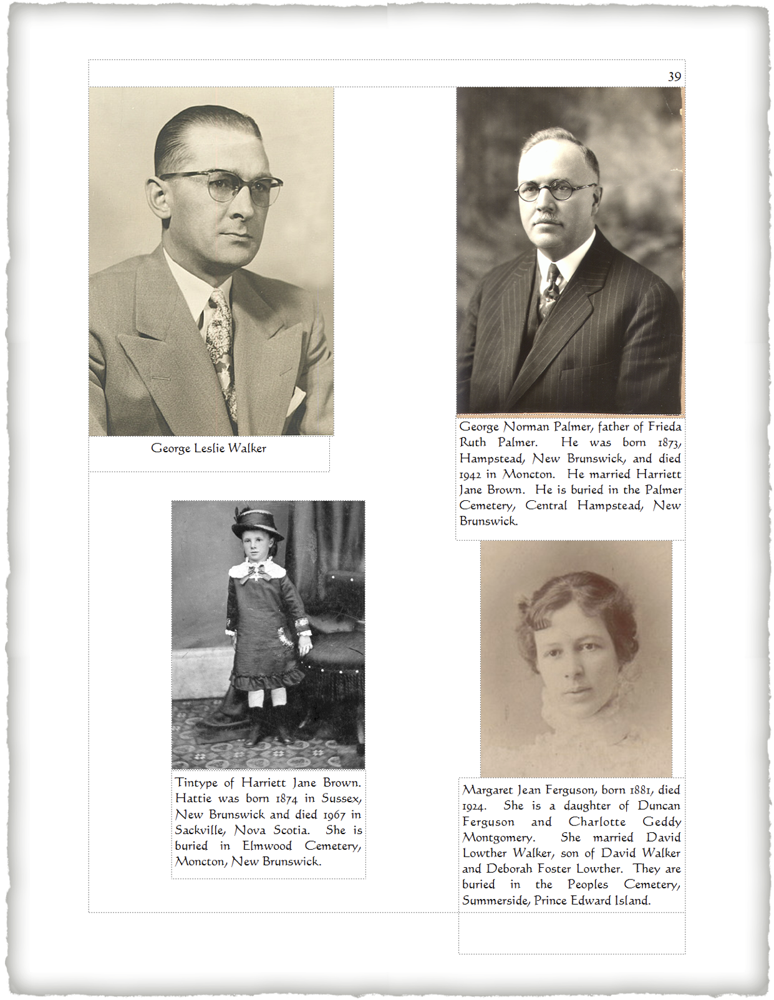 39
George Leslie Walker
George Norman Palmer, father of Frieda
Ruth Palmer. He was born 1873,
Hampstead, New Brunswick, and died
1942 in Moncton. He married Harriett
Jane Brown. He is buried in the Palmer
Cemetery, Central Hampstead, New
Brunswick.
Tintype of Harriett Jane Brown.
Hattie was born 1874 in Sussex,
New Brunswick and died 1967 in
Sackville, Nova Scotia. She is
buried in Elmwood Cemetery,
Moncton, New Brunswick.
Margaret Jean Ferguson, born 1881, died
1924. She is a daughter of Duncan
Ferguson and Charlotte Geddy
Montgomery. She married David
Lowther Walker, son of David Walker
and Deborah Foster Lowther. They are
buried in the Peoples Cemetery,
Summerside, Prince Edward Island.